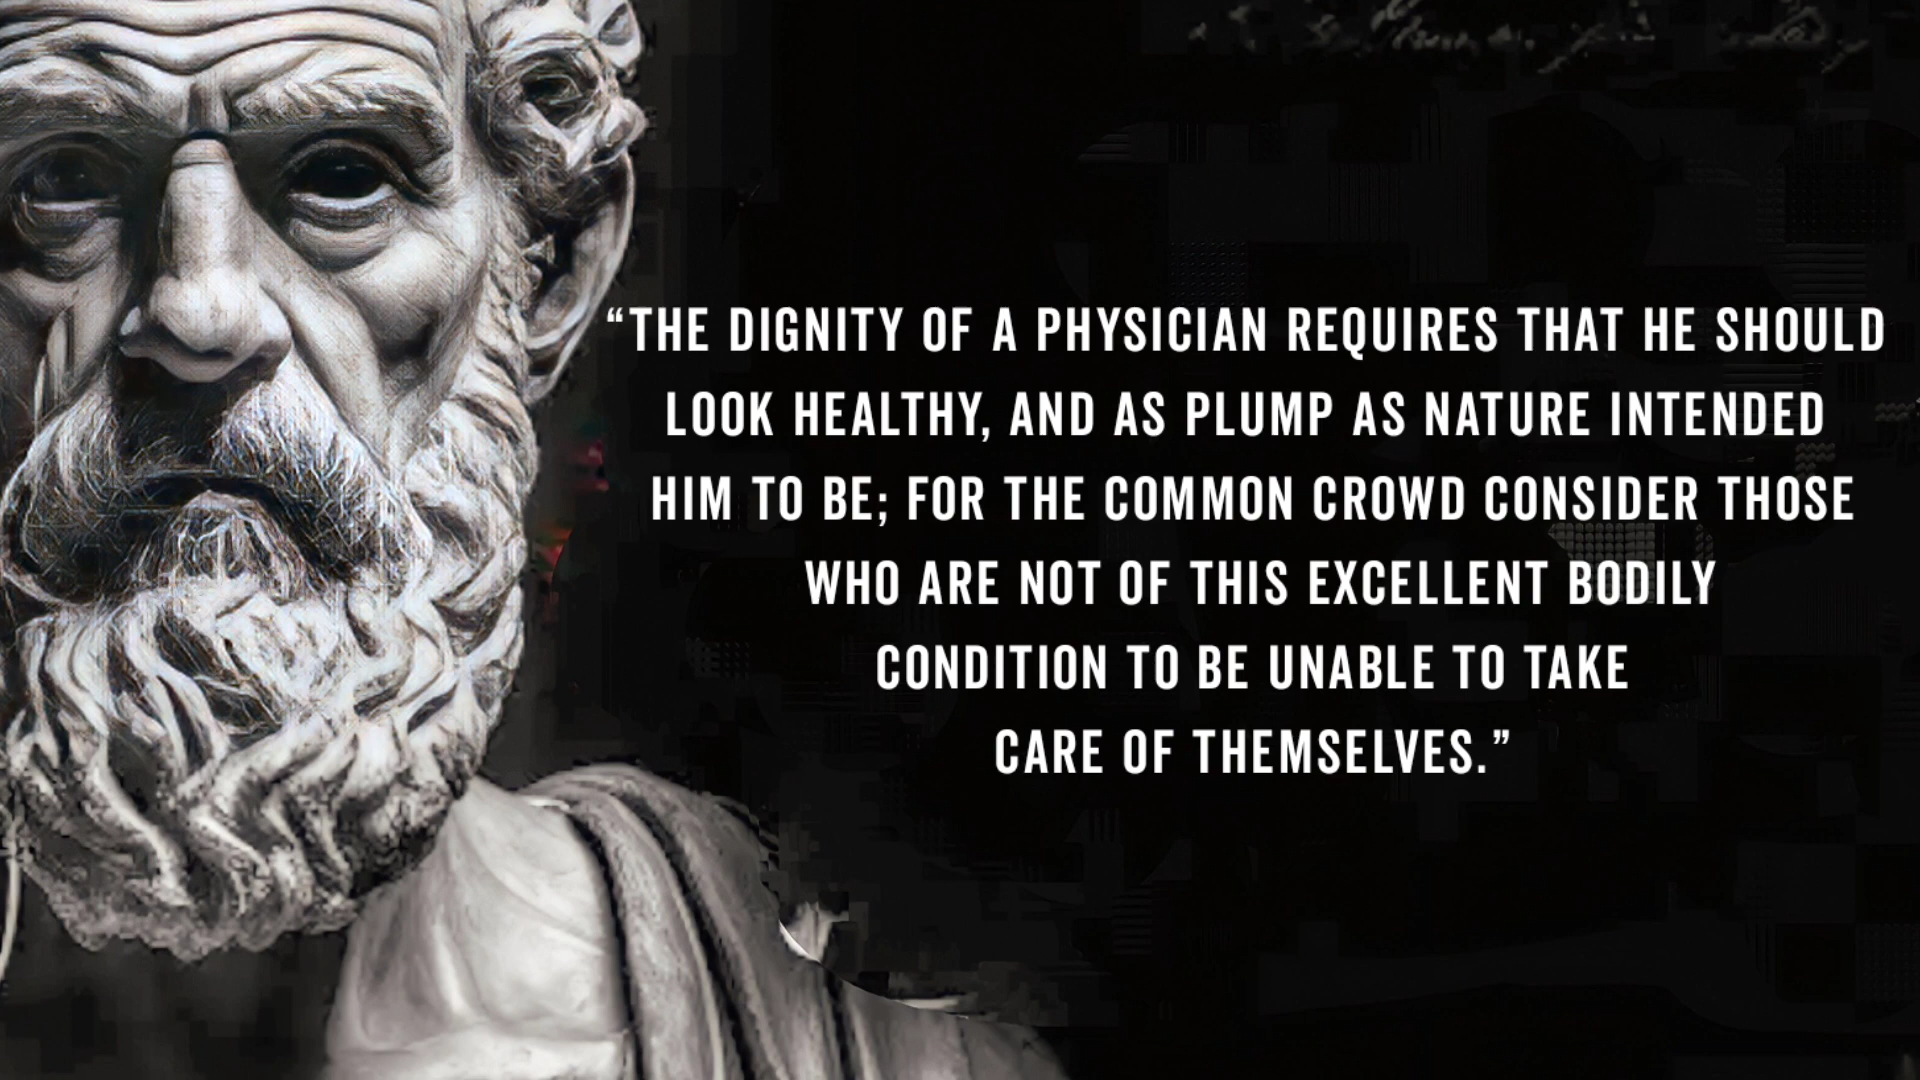 “THE DIGNITY OF A PHYSICIAN REQUIRES THAT HE SHOULD
LOOK HEALTHY, AND AS PLUMP AS NATURE INTENDED
HIM TO BE; FOR THE COMMON CROWD CONSIDER THOSE
WHO ARE NOT OF THIS EXCELLENT BODILY
CONDITION TO BE UNABLE TO TAKE
CARE OF THEMSELVES.”